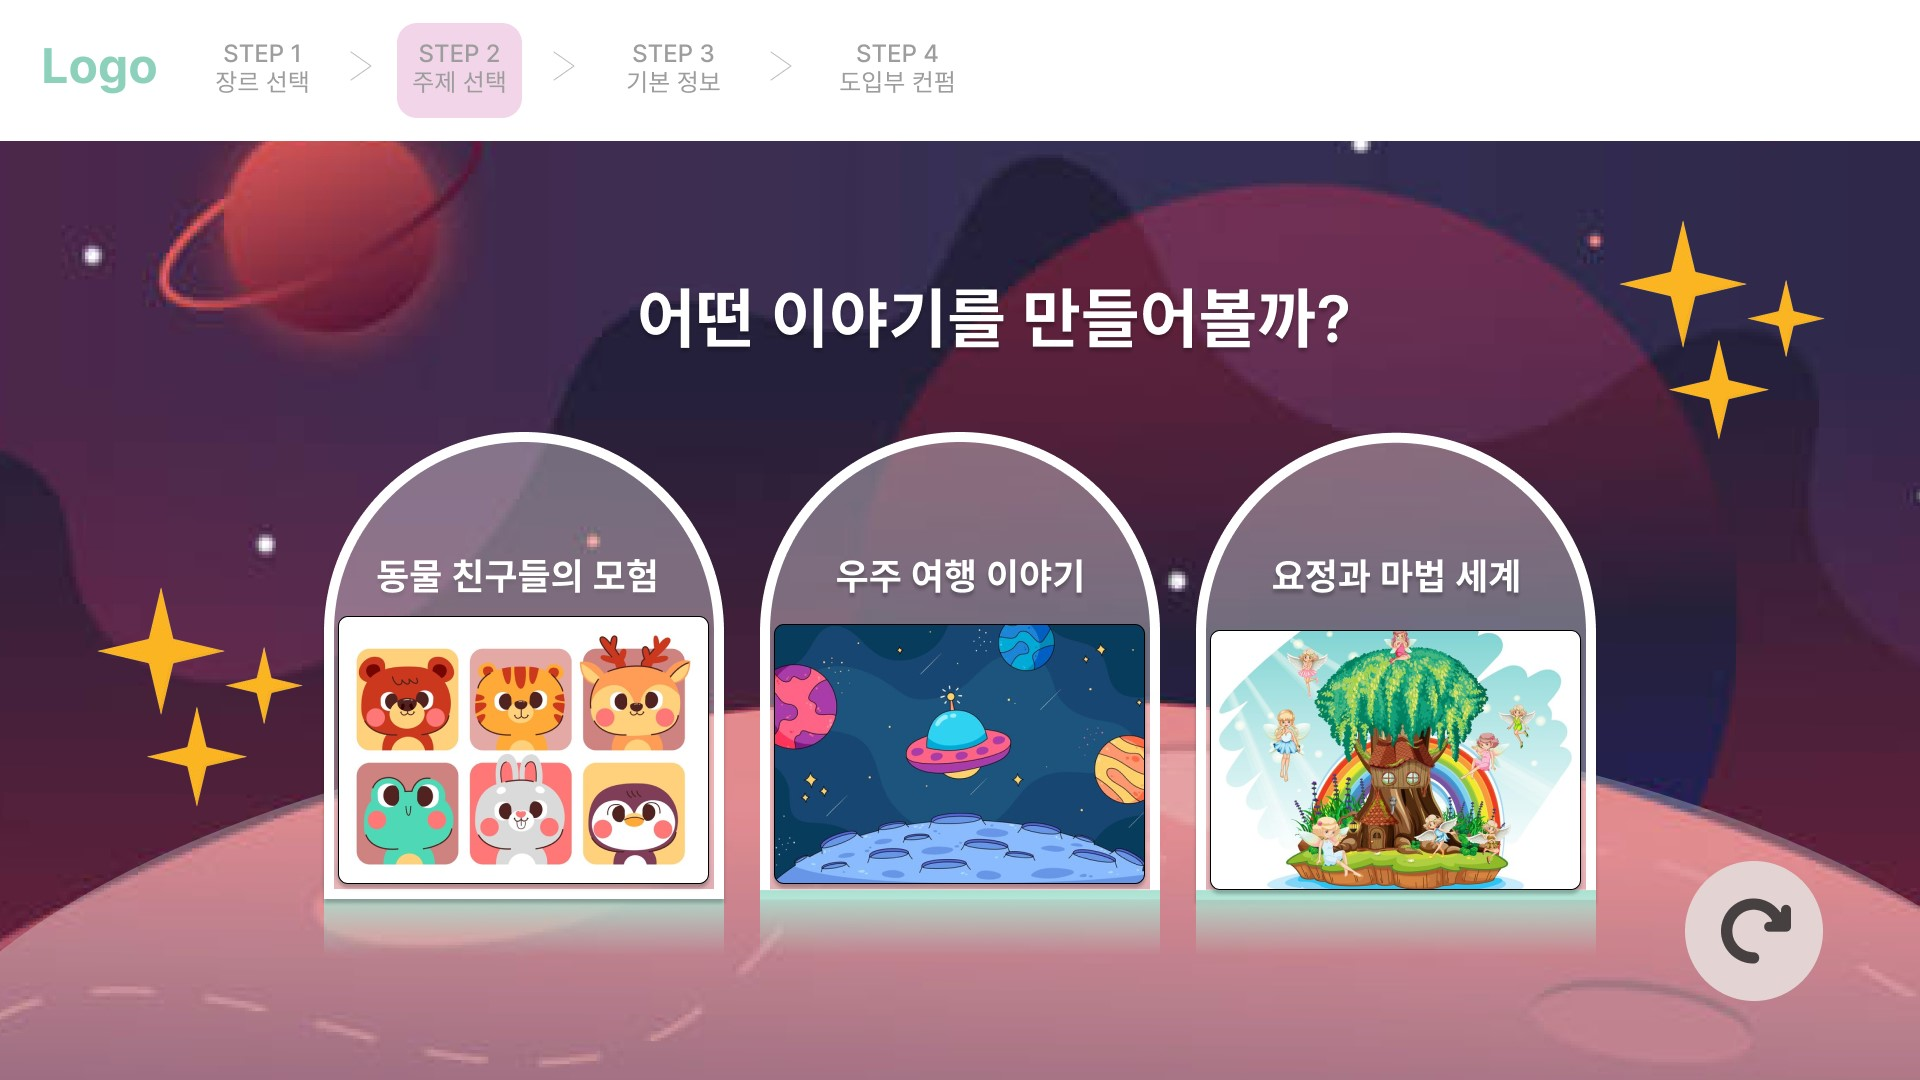 Logo
STEP 1
장르 선택
STEP 2
주제 선택
STEP 3
기본 정보
STEP 4
도입부 컨펌
어떤 이야기를 만들어볼까?
동물 친구들의 모험
우주 여행 이야기
요정과 마법 세계